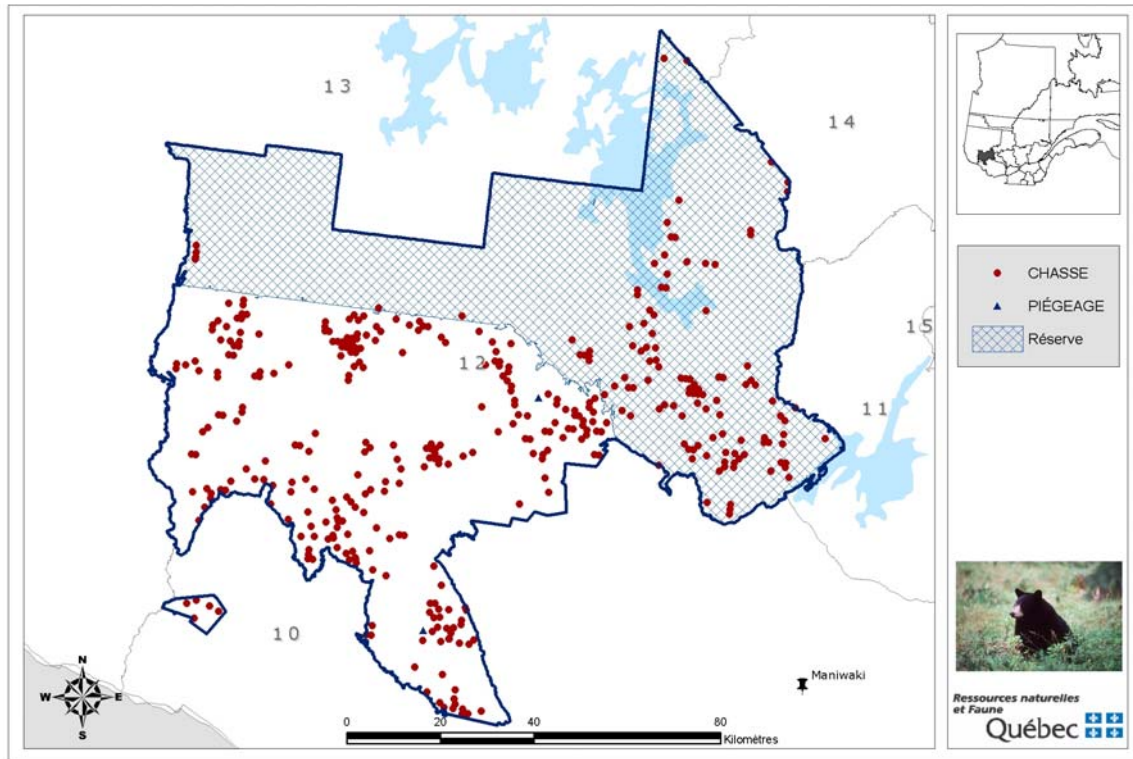 13
14
12
15
11
10
Maniwaki
N
W
E
S
0
20
40
80
Kilomètres
CHASSE
PIÉGEAGE
Réserve
Ressources naturelles
et Faune
Québec